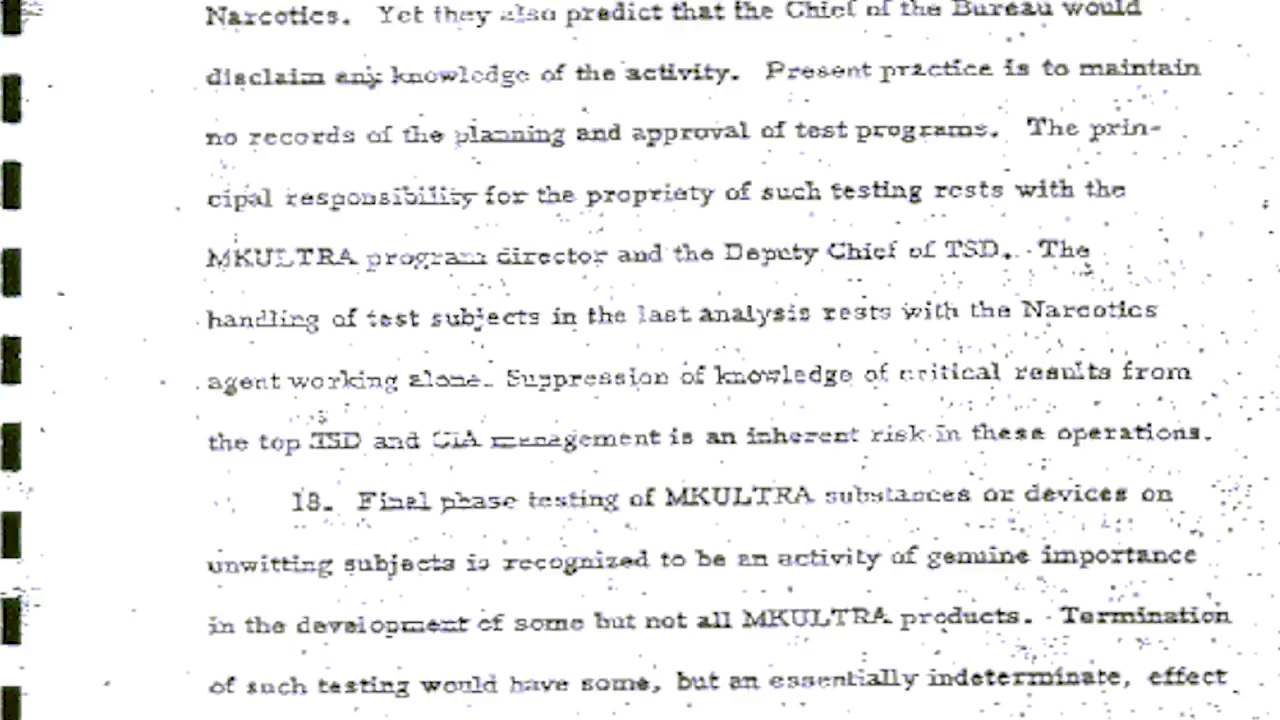 Narcotics. Yet they also predict that the Chief of the Bureau would
disclaim any knowledge of the activity. Present practice is to maintain
no records of the planning and approval of test programs. The prin-
cipal responsibility for the propriety of such testing rests with the
MKULTRA program director and the Deputy Chief of TSD. The
handling of test subjects in the last analysis rests with the Narcotics
agent working alone. Suppression of knowledge of critical results from
the top TSD and CIA management is an inherent risk in these operations.
18. Final phase testing of MKULTRA substances or devices on
unwitting subjects is recognized to be an activity of genuine importance
in the development of some but not all MKULTRA products. Termination
of such testing would have some, but an essentially indeterminate, effect